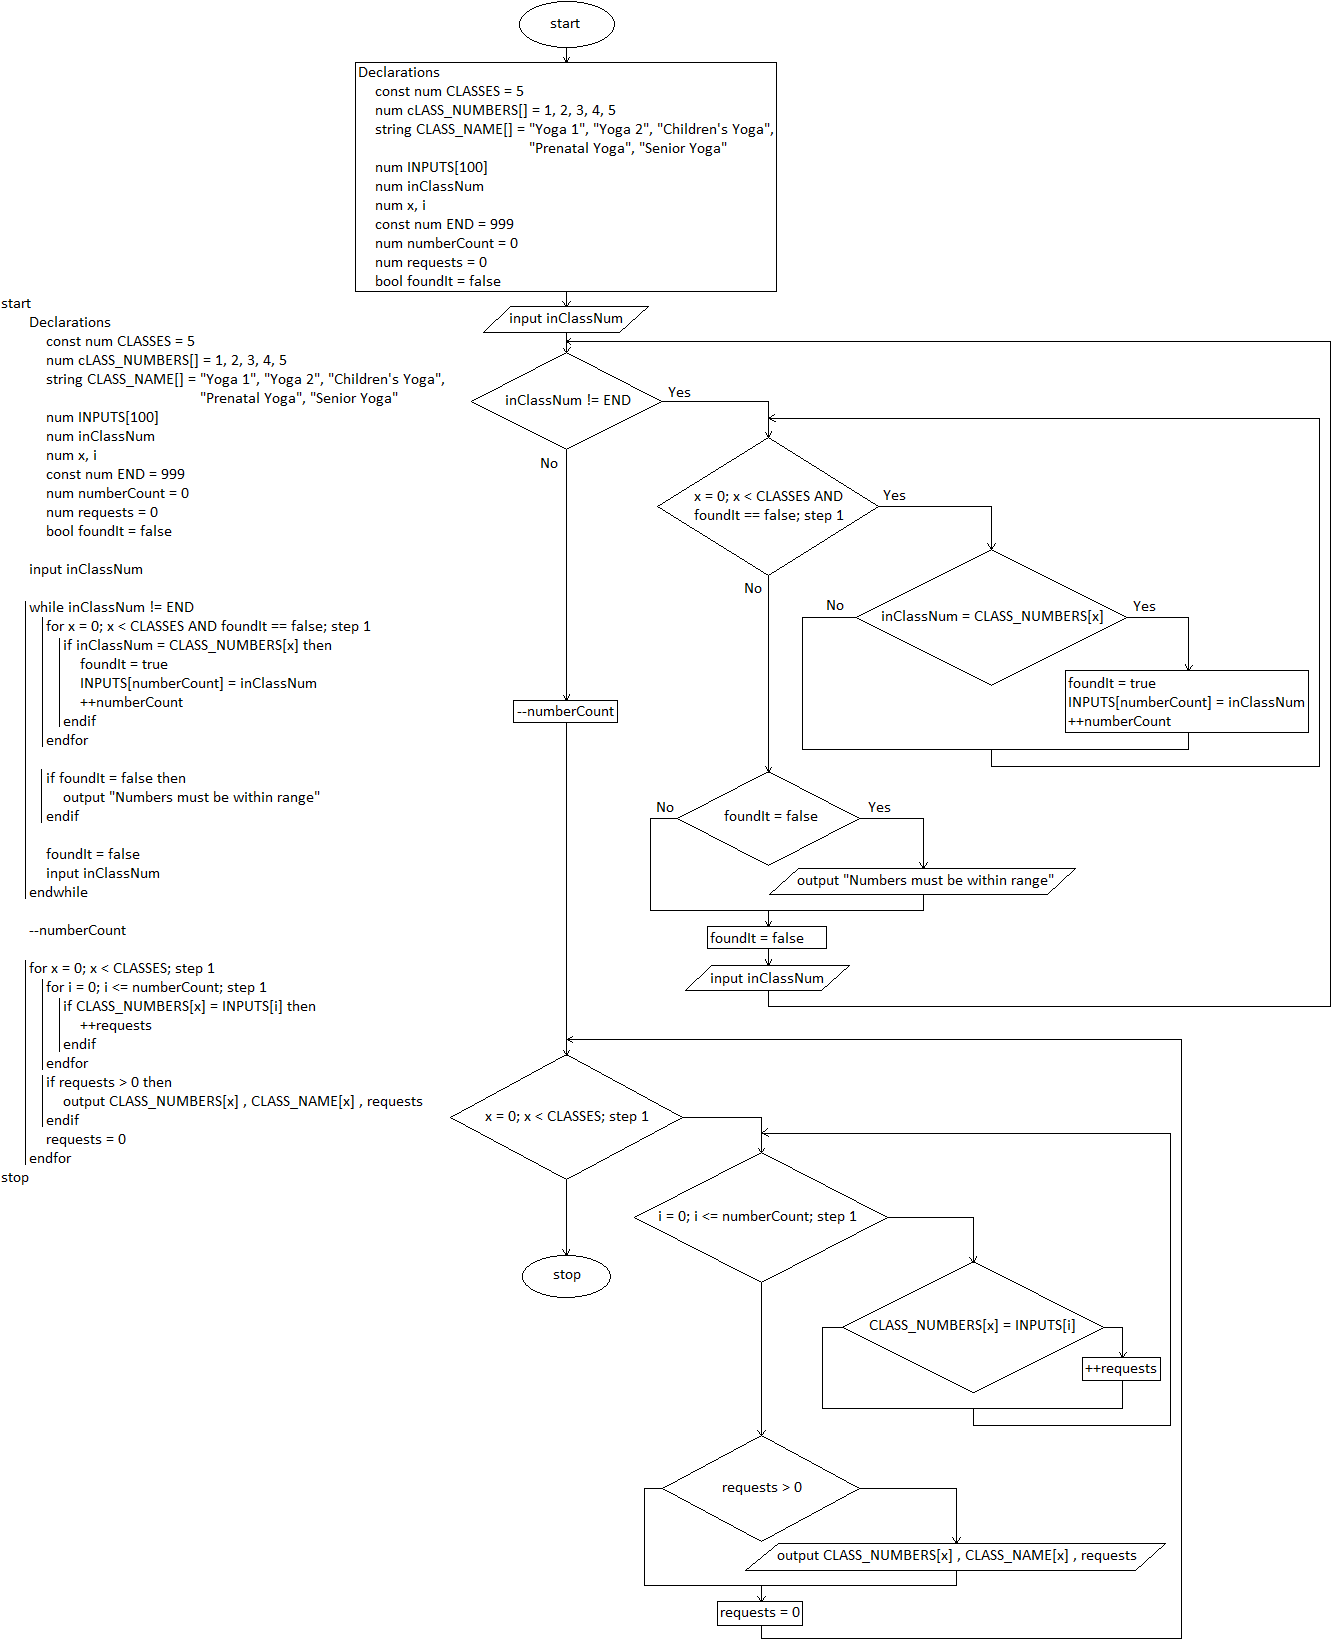 start
Declarations
const num CLASSES = 5
num cLASS_NUMBERS[] = 1, 2, 3, 4, 5
string CLASS_NAME[] = "Yoga 1", "Yoga 2", "Children's Yoga",
"Prenatal Yoga", "Senior Yoga"
num INPUTS[100]
num inClassNum
num x, i
const num END = 999
num numberCount = 0
num requests = 0
bool foundIt = false
input inClassNum
while inClassNum != END
for x = 0; x < CLASSES AND foundIt == false; step 1
if inClassNum = CLASS_NUMBERS[x] then
foundIt = true
INPUTS[numberCount] = inClassNum
++numberCount
endif
endfor
if foundIt = false then
output "Numbers must be within range"
endif
foundIt = false
input inClassNum
endwhile
--numberCount
for x = 0; x < CLASSES; step 1
for i = 0; i <= numberCount; step 1
if CLASS_NUMBERS[x] = INPUTS[i] then
++requests
endif
endfor
if requests > 0 then
output CLASS_NUMBERS[x] , CLASS_NAME[x] , requests
endif
requests = 0
endfor
stop
start
Declarations
const num CLASSES = 5
num cLASS_NUMBERS[] = 1, 2, 3, 4, 5
string CLASS_NAME[] = "Yoga 1", "Yoga 2", "Children's Yoga",
"Prenatal Yoga", "Senior Yoga"
num INPUTS[100]
num inClassNum
num x, i
const num END = 999
num numberCount = 0
num requests = 0
bool foundIt = false
input inClassNum
inClassNum != END
Yes
No
x = 0; x < CLASSES AND
foundIt == false; step 1
Yes
No
inClassNum = CLASS_NUMBERS[x]
No
Yes
foundIt = true
INPUTS[numberCount] = inClassNum
++numberCount
--numberCount
foundIt = false
No
Yes
output "Numbers must be within range"
foundIt = false
input inClassNum
x = 0; x < CLASSES; step 1
i = 0; i <= numberCount; step 1
stop
CLASS_NUMBERS[x] = INPUTS[i]
++requests
requests > 0
output CLASS_NUMBERS[x] , CLASS_NAME[x] , requests
requests = 0